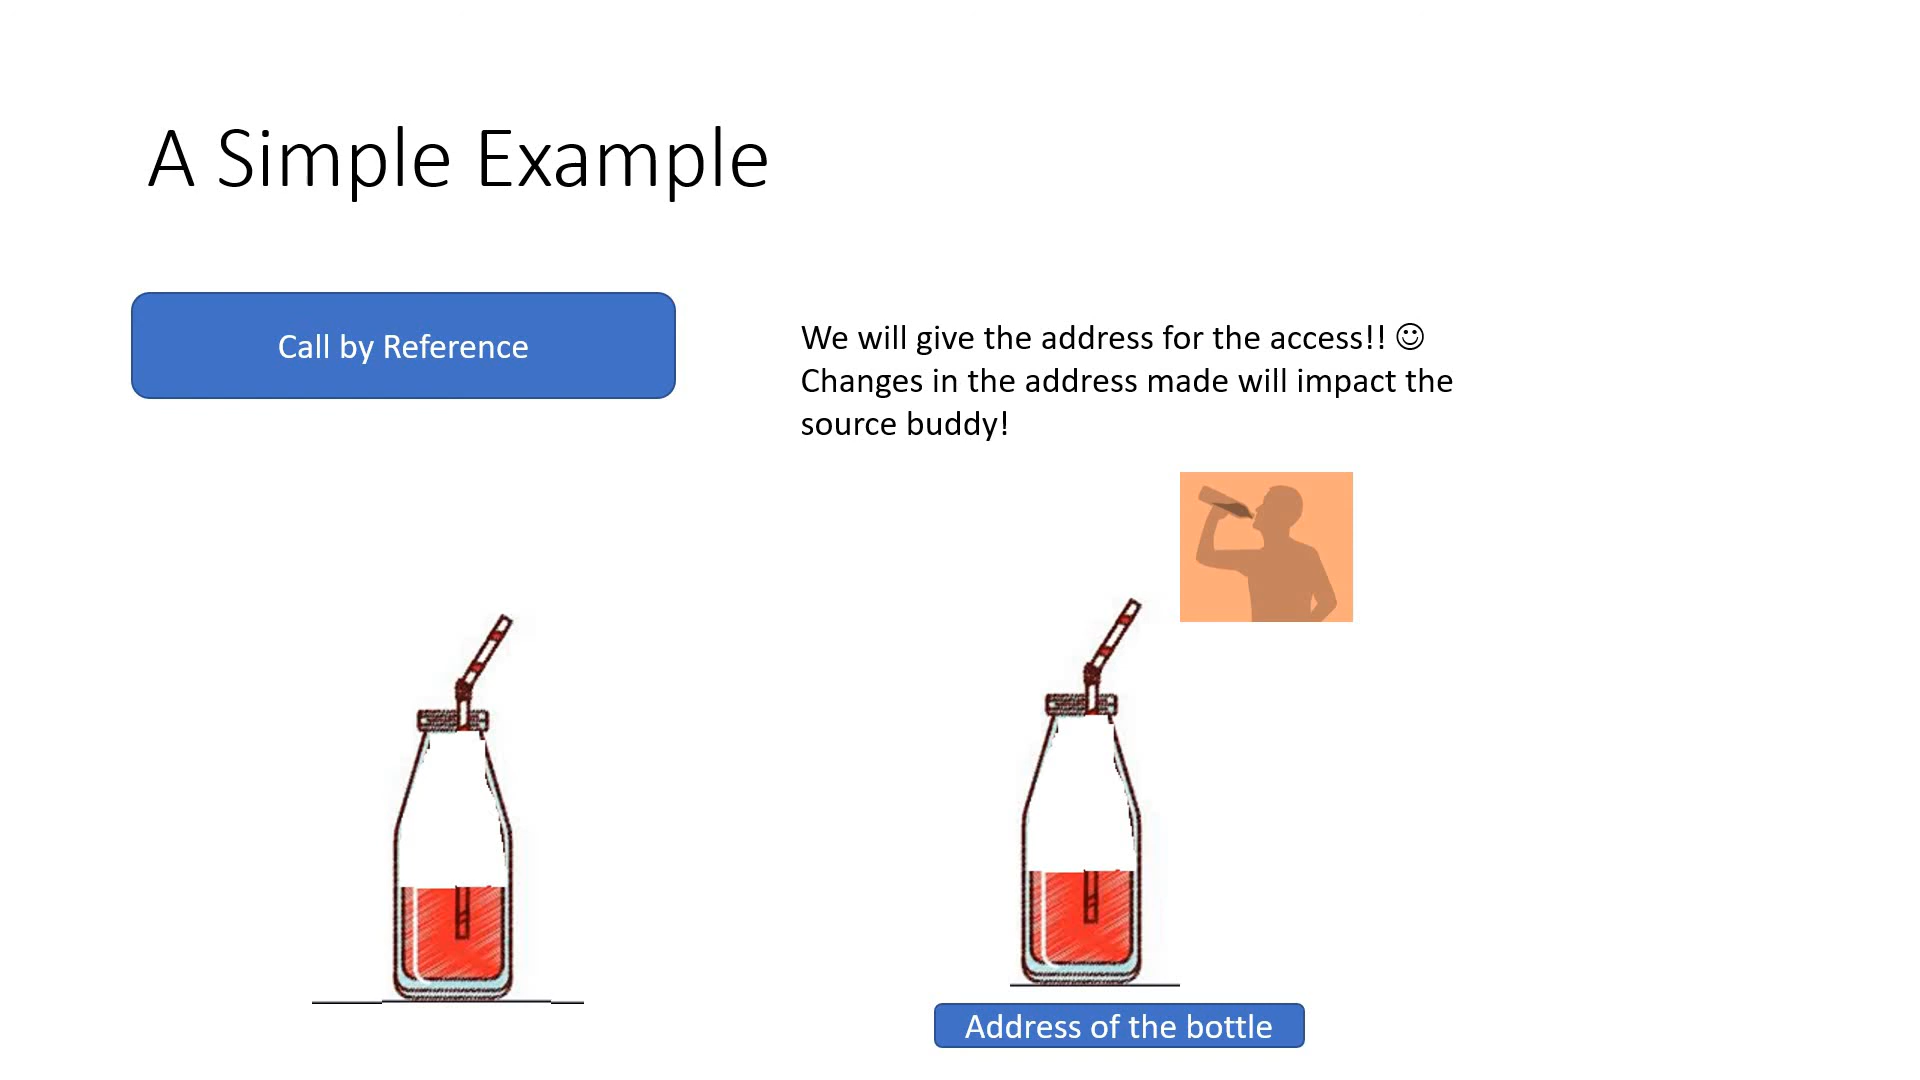 A Simple Example
Call by Reference
We will give the address for the access!! ☺
Changes in the address made will impact the
source buddy!
Address of the bottle